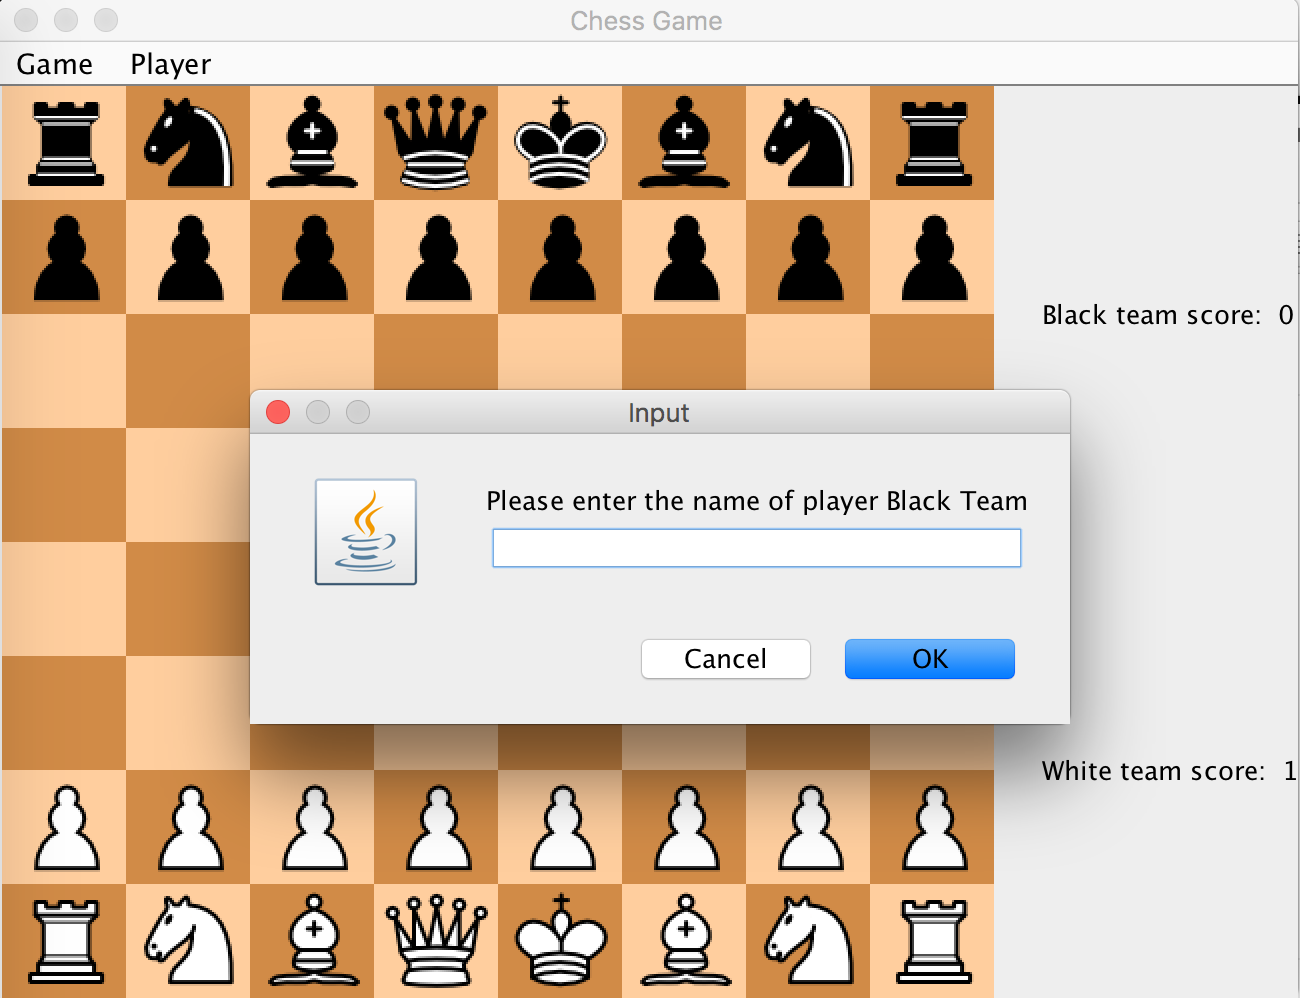 Chess Game
Game Player
Black team score: 0
Input
Please enter the name of player Black Team
Cancel OK
White team score: 1